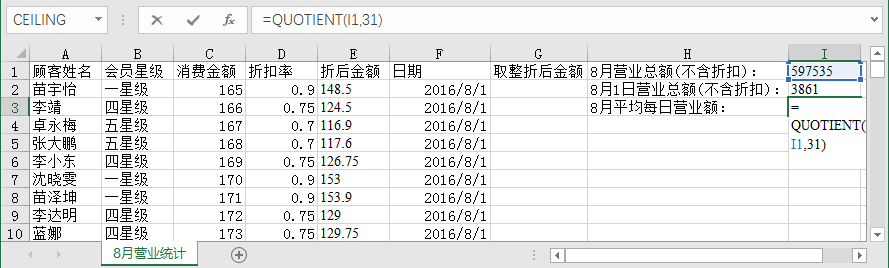 CEILING =QUOTIENT(I1,31)
A B C D E F G H I
1 顾客姓名 会员星级 消费金额 折扣率 折后金额 日期 取整折后金额 8月营业总额(不含折扣): 597535
2 苗宇怡 一星级 165 0.9 148.5 2016/8/1 8月1日营业总额(不含折扣): 3861
3 李靖 四星级 166 0.75 124.5 2016/8/1 8月平均每日营业额: =
4 卓永梅 五星级 167 0.7 116.9 2016/8/1 QUOTIENT(
5 张大鹏 五星级 168 0.7 117.6 2016/8/1 I1,31)
6 李小东 四星级 169 0.75 126.75 2016/8/1
7 沈晓雯 一星级 170 0.9 153 2016/8/1
8 苗泽坤 一星级 171 0.9 153.9 2016/8/1
9 李达明 四星级 172 0.75 129 2016/8/1
10 蓝娜 四星级 173 0.75 129.75 2016/8/1
8月营业统计